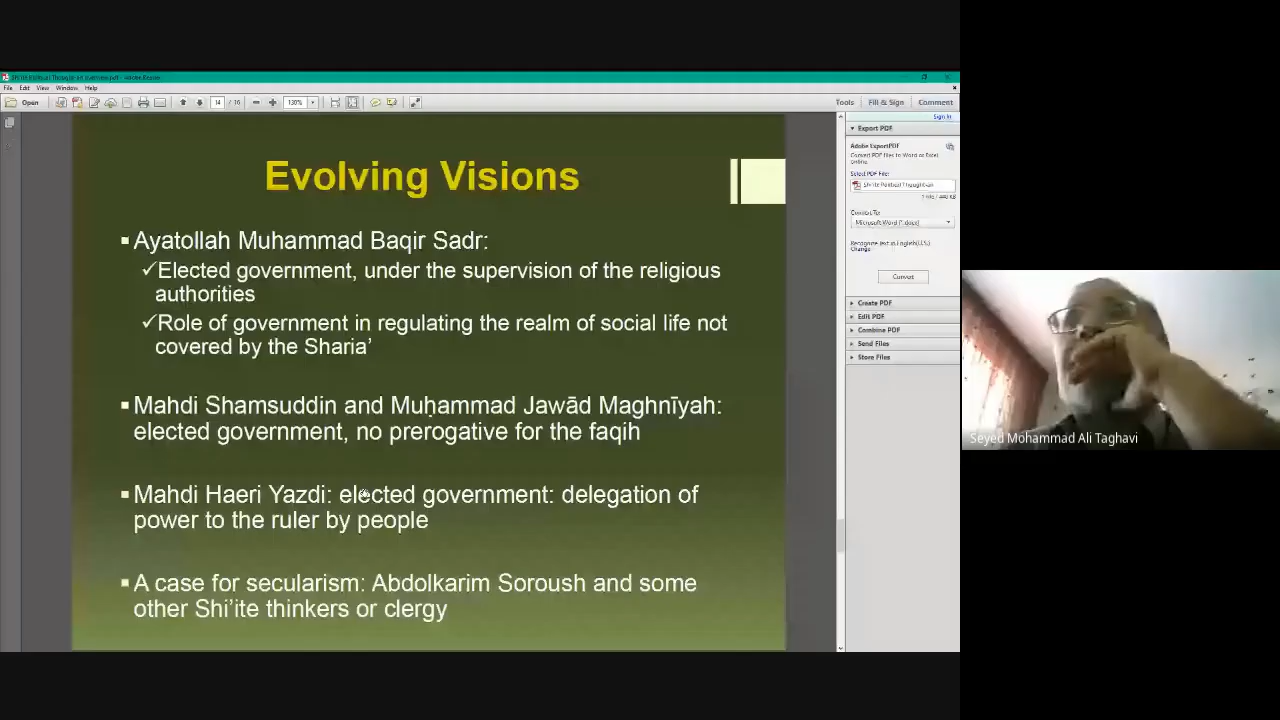 File Edit View Window Help
Open
14 / 16
130%
Tools Fill & Sign Comment
Sign In
Export PDF
Adobe ExportPDF
Convert PDF files to Word or Excel
online.
Select PDF File:
Convert To:
Microsoft Word (*.docx)
Recognize Text in English(U.S.)
Change
Convert
Create PDF
Edit PDF
Combine PDF
Send Files
Store Files
Evolving Visions
▪ Ayatollah Muhammad Baqir Sadr:
✓Elected government, under the supervision of the religious
authorities
✓Role of government in regulating the realm of social life not
covered by the Sharia’
▪ Mahdi Shamsuddin and Muḥammad Jawād Maghnīyah:
elected government, no prerogative for the faqih
▪ Mahdi Haeri Yazdi: elected government: delegation of
power to the ruler by people
▪ A case for secularism: Abdolkarim Soroush and some
other Shi’ite thinkers or clergy
Seyed Mohammad Ali Taghavi